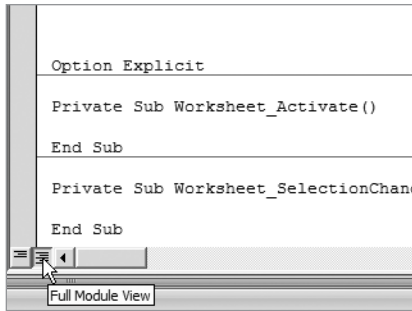 Option Explicit
Private Sub Worksheet_Activate()
End Sub
Private Sub Worksheet_SelectionChan
End Sub
Full Module View